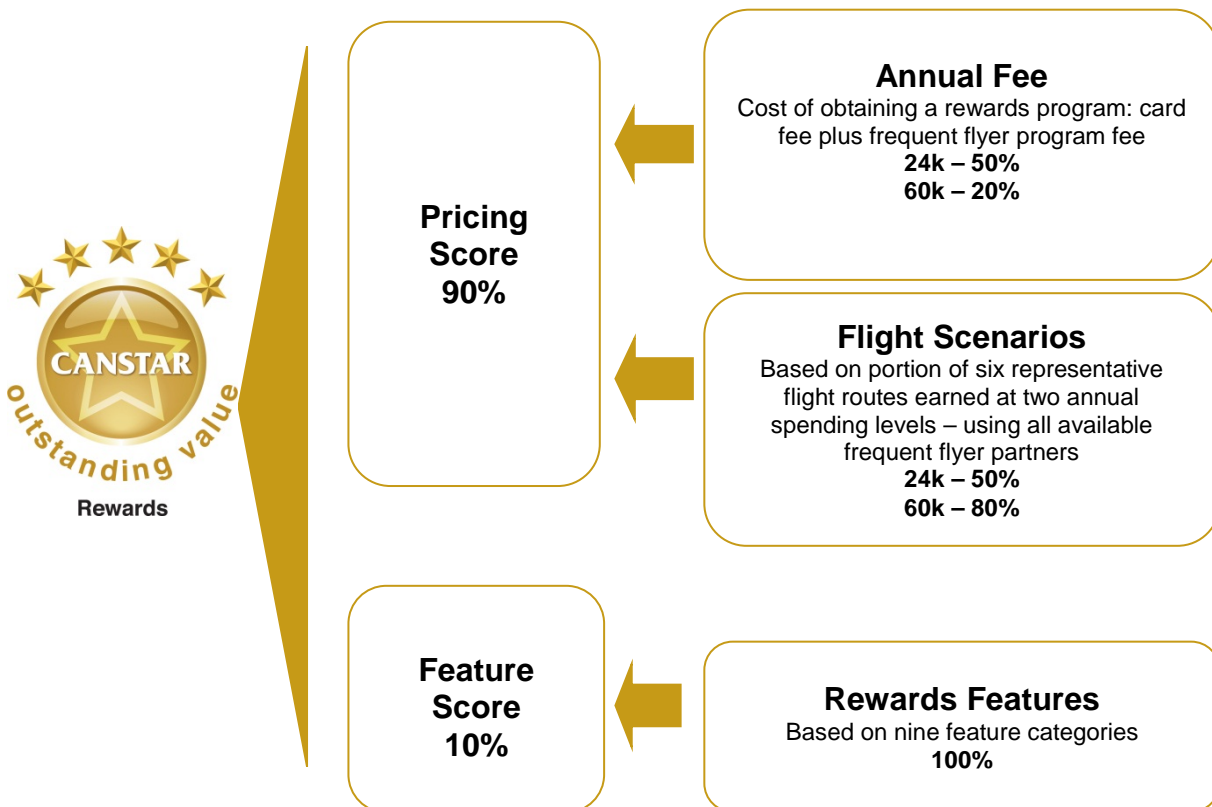 CANSTAR
outstanding value
Rewards
Pricing
Score
90%
Annual Fee
Cost of obtaining a rewards program: card
fee plus frequent flyer program fee
24k – 50%
60k – 20%
Flight Scenarios
Based on portion of six representative
flight routes earned at two annual
spending levels – using all available
frequent flyer partners
24k – 50%
60k – 80%
Feature
Score
10%
Rewards Features
Based on nine feature categories
100%